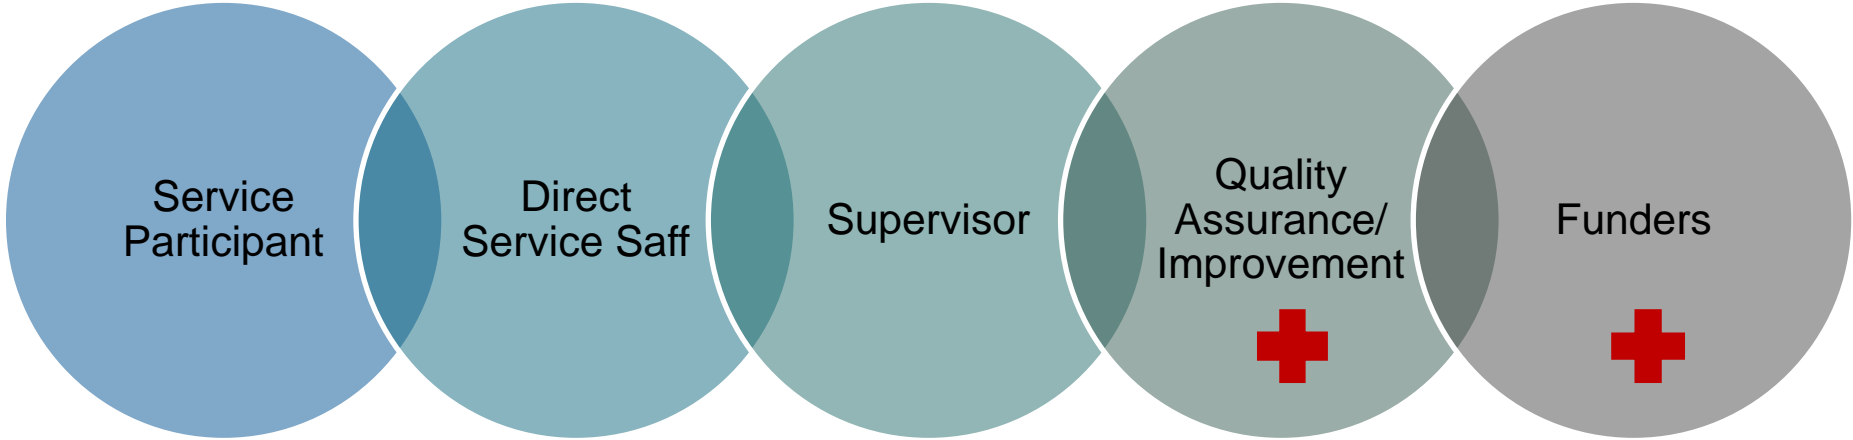 Service
Participant
Direct
Service Saff
Supervisor
Quality
Assurance/
Improvement
Funders